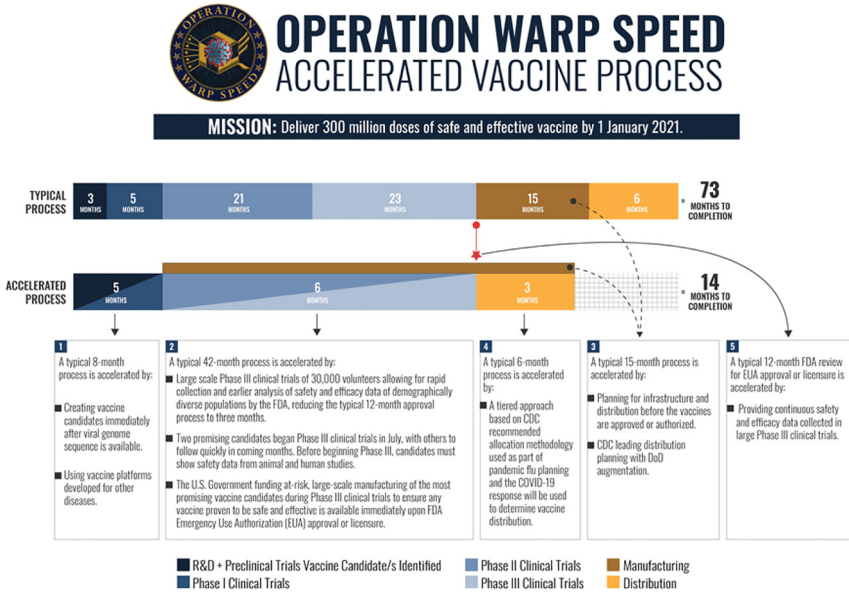 OPERATION
WARP SPEED
OPERATION WARP SPEED
ACCELERATED VACCINE PROCESS
MISSION: Deliver 300 million doses of safe and effective vaccine by 1 January 2021.
TYPICAL
PROCESS
3
MONTHS
5
MONTHS
21
MONTHS
23
MONTHS
15
MONTHS
6
MONTHS
=
73
MONTHS TO
COMPLETION
ACCELERATED
PROCESS
5
MONTHS
6
MONTHS
3
MONTHS
=
14
MONTHS TO
COMPLETION
1
A typical 8-month
process is accelerated by:
Creating vaccine
candidates immediately
after viral genome
sequence is available.
Using vaccine platforms
developed for other
diseases.
2
A typical 42-month process is accelerated by:
Large scale Phase III clinical trials of 30,000 volunteers allowing for rapid
collection and earlier analysis of safety and efficacy data of demographically
diverse populations by the FDA, reducing the typical 12-month approval
process to three months.
Two promising candidates began Phase III clinical trials in July, with others to
follow quickly in coming months. Before beginning Phase III, candidates must
show safety data from animal and human studies.
The U.S. Government funding at-risk, large-scale manufacturing of the most
promising vaccine candidates during Phase III clinical trials to ensure any
vaccine proven to be safe and effective is available immediately upon FDA
Emergency Use Authorization (EUA) approval or licensure.
4
A typical 6-month
process is accelerated
by:
A tiered approach
based on CDC
recommended
allocation methodology
used as part of
pandemic flu planning
and the COVID-19
response will be used
to determine vaccine
distribution.
3
A typical 15-month process is
accelerated by:
Planning for infrastructure and
distribution before the vaccines
are approved or authorized.
CDC leading distribution
planning with DoD
augmentation.
5
A typical 12-month FDA review
for EUA approval or licensure is
accelerated by:
Providing continuous safety
and efficacy data collected in
large Phase III clinical trials.
R&D + Preclinical Trials Vaccine Candidate/s Identified
Phase I Clinical Trials
Phase II Clinical Trials
Phase III Clinical Trials
Manufacturing
Distribution